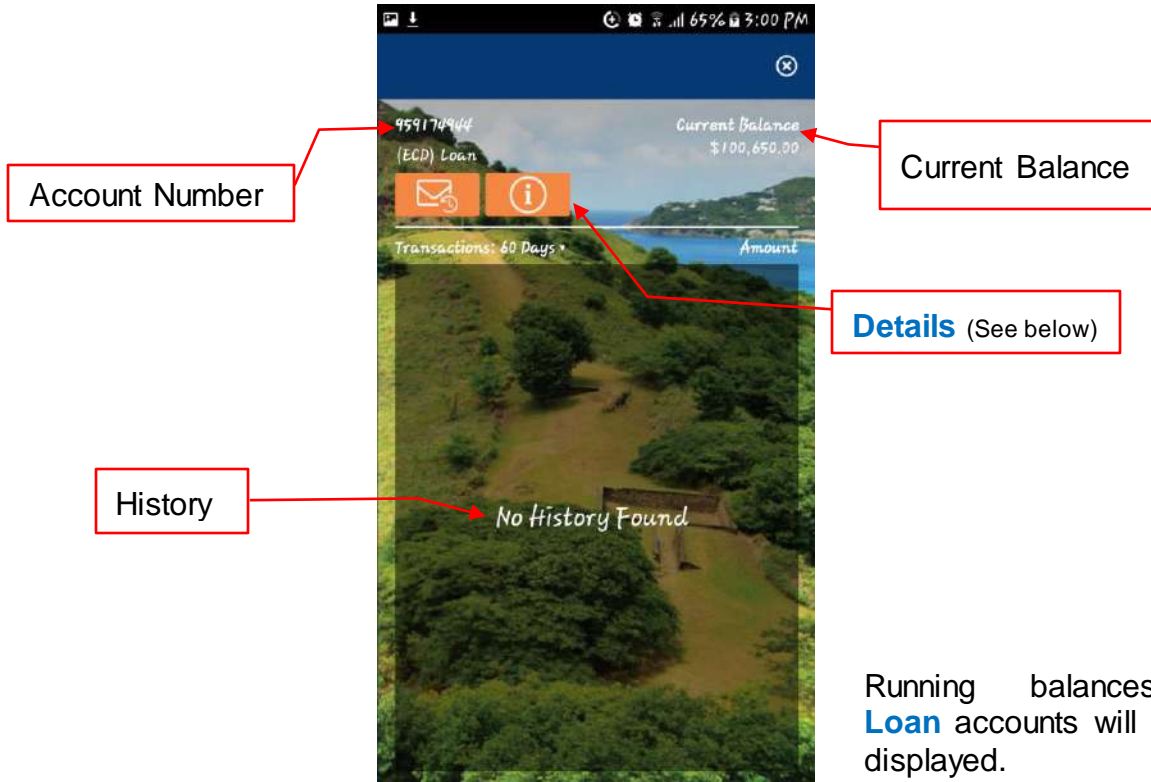 65% 3:00 PM
959174944
Current Balance
(ECD) Loan
$100,650.00
Account Number
Current Balance
i
Transactions: 60 Days
Amount
Details (See below)
History
No History Found
Running balances
Loan accounts will
displayed.